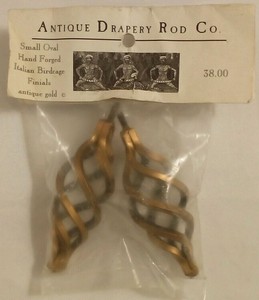 Antique Drapery Rod Co.
Small Oval
Hand Forged
Italian Birdcage
Finials
antique gold
38.00